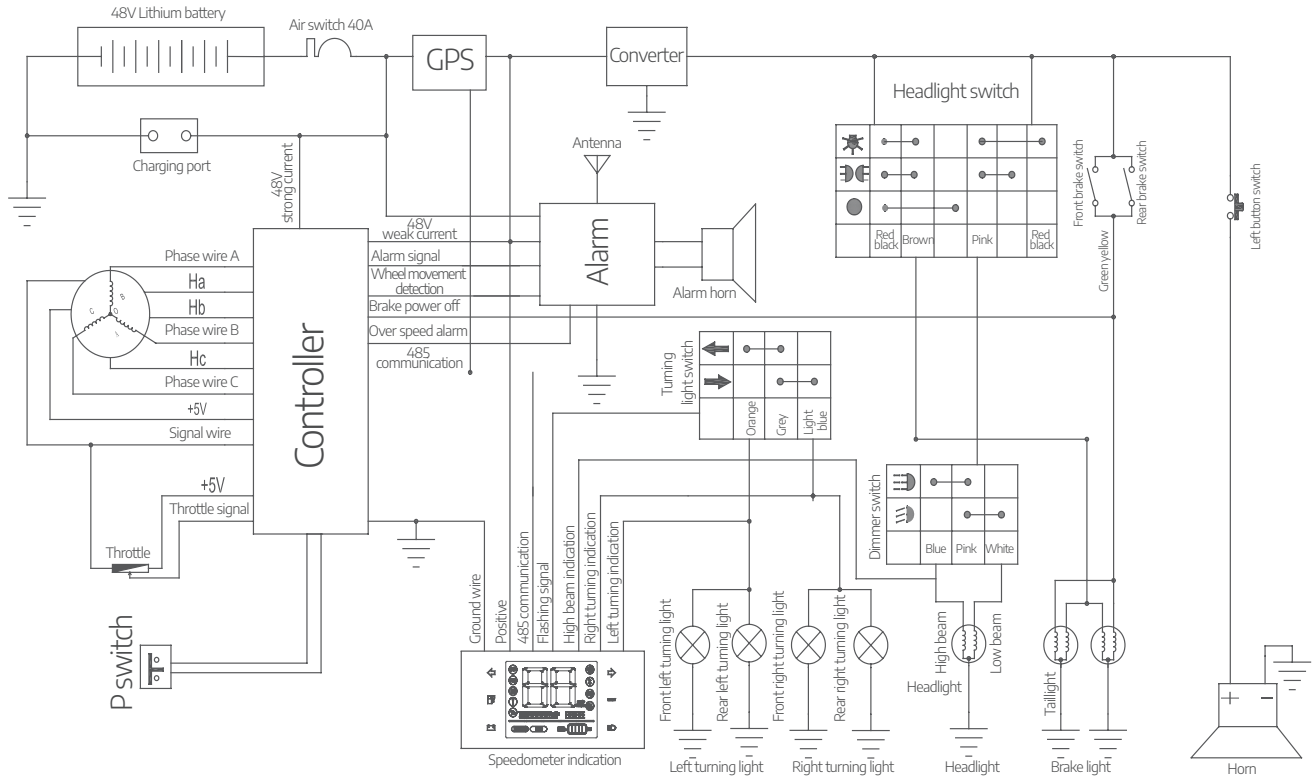 48V Lithium battery
Air switch 40A
GPS
Converter
Headlight switch
Charging port
48V
strong current
Antenna
Front brake switch
Rear brake switch
Left button switch
Red
black
Brown
Pink
Red
black
Green yellow
48V
weak current
Alarm signal
Wheel movement
detection
Brake power off
Over speed alarm
485
communication
Alarm
Alarm horn
Phase wire A
Ha
Hb
Phase wire B
Hc
Phase wire C
+5V
Signal wire
+5V
Throttle signal
Throttle
Controller
B
C
O
Turning
light switch
Orange
Grey
Light
blue
Dimmer switch
Blue
Pink
White
P switch
Ground wire
Positive
485 communication
Flashing signal
High beam indication
Right turning indication
Left turning indication
Front left turning light
Rear left turning light
Front right turning light
Rear right turning light
High beam
Low beam
Headlight
Taillight
+
−
Speedometer indication
Left turning light
Right turning light
Headlight
Brake light
Horn